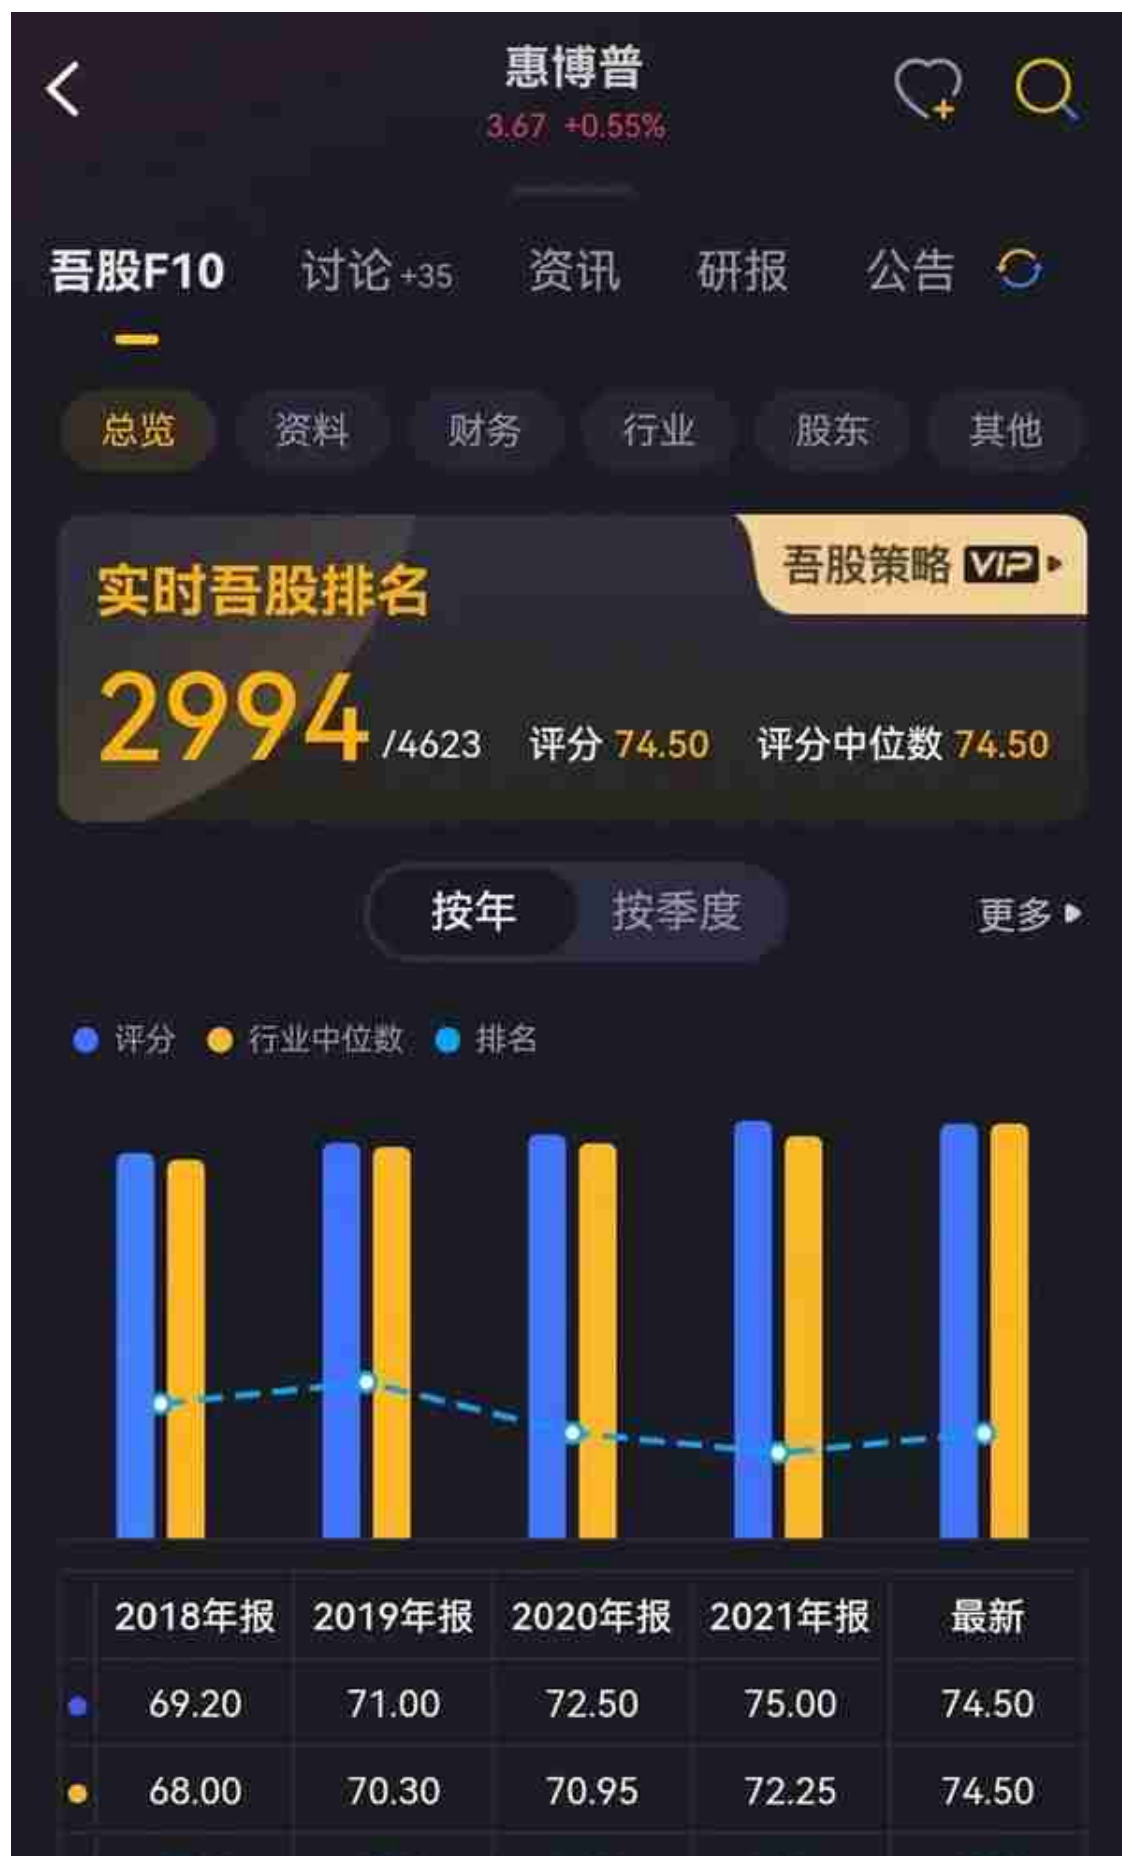 惠博普
3.67 +0.55%
吾股F10 讨论 +35 资讯 研报 公告
总览 资料 财务 行业 股东 其他
吾股策略 VIP
实时吾股排名
2994 /4623 评分 74.50 评分中位数 74.50
按年 按季度 更多
评分 行业中位数 排名
2018年报 2019年报 2020年报 2021年报 最新
69.20 71.00 72.50 75.00 74.50
68.00 70.30 70.95 72.25 74.50